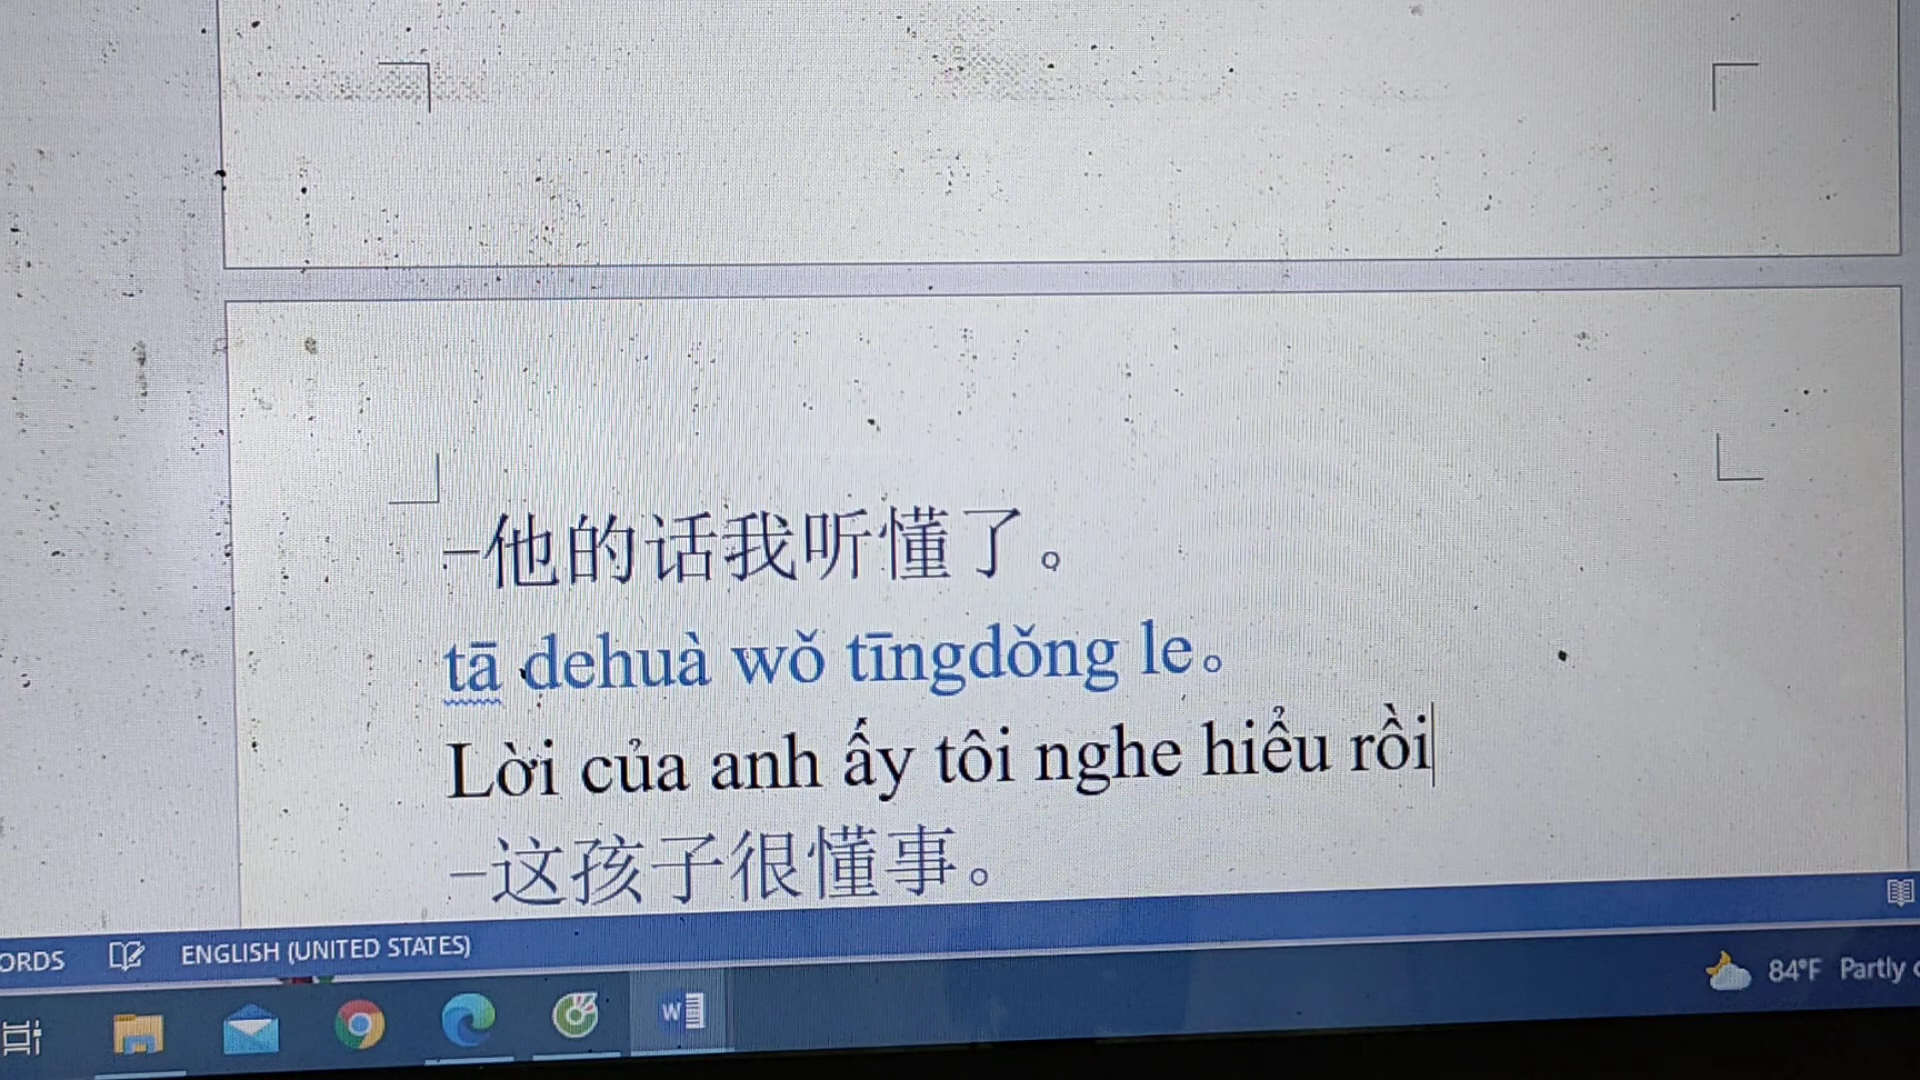 –他的话我听懂了。
tā dehuà wǒ tīngdǒng le。
Lời của anh ấy tôi nghe hiểu rồi
–这孩子很懂事。
ORDS ENGLISH (UNITED STATES)
84°F Partly c
W